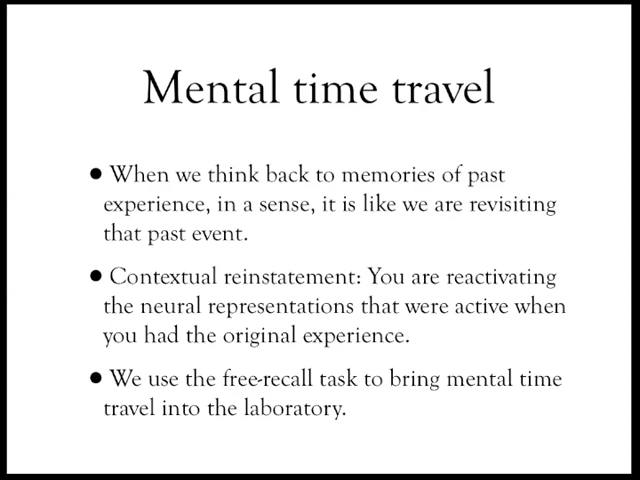 Mental time travel
• When we think back to memories of past
experience, in a sense, it is like we are revisiting
that past event.
• Contextual reinstatement: You are reactivating
the neural representations that were active when
you had the original experience.
• We use the free-recall task to bring mental time
travel into the laboratory.